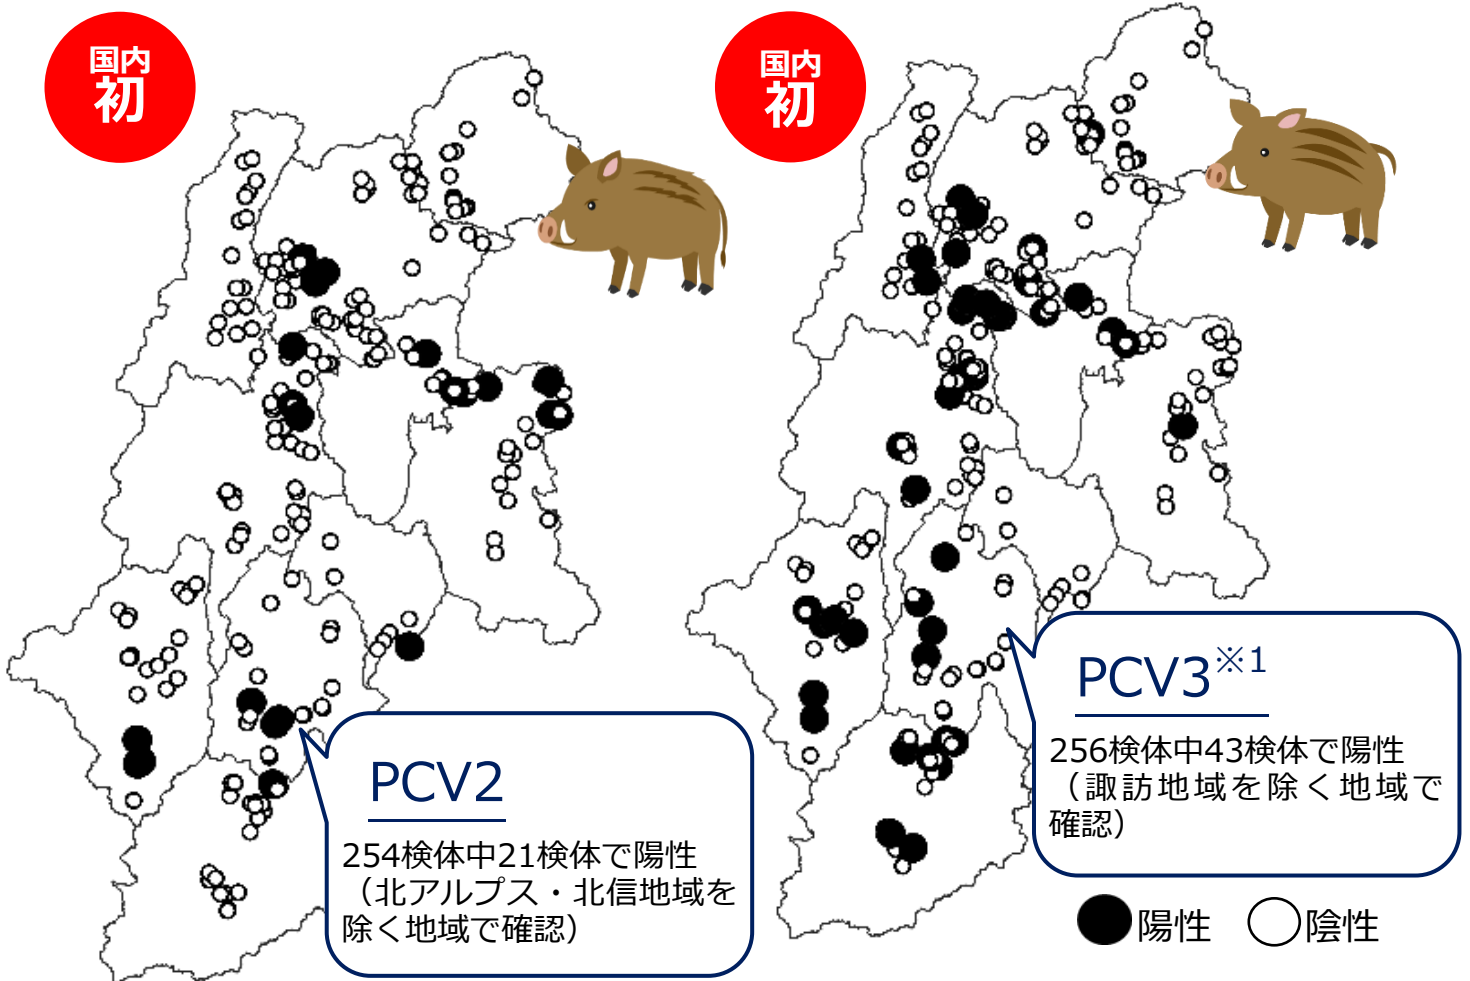 国内
初
PCV2
254検体中21検体で陽性
（北アルプス・北信地域を
除く地域で確認）
国内
初
PCV3※1
256検体中43検体で陽性
（諏訪地域を除く地域で
確認）
陽性
陰性